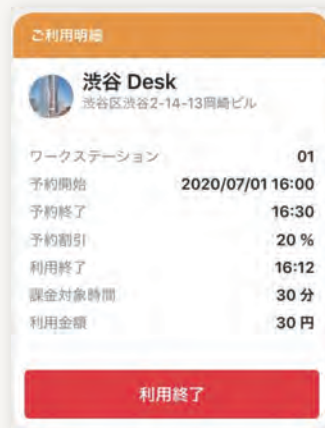 ご利用明細
渋谷 Desk
渋谷区渋谷2-14-13岡崎ビル
ワークステーション 01
予約開始 2020/07/01 16:00
予約終了 16:30
予約割引 20 %
利用終了 16:12
課金対象時間 30 分
利用金額 30 円
利用終了